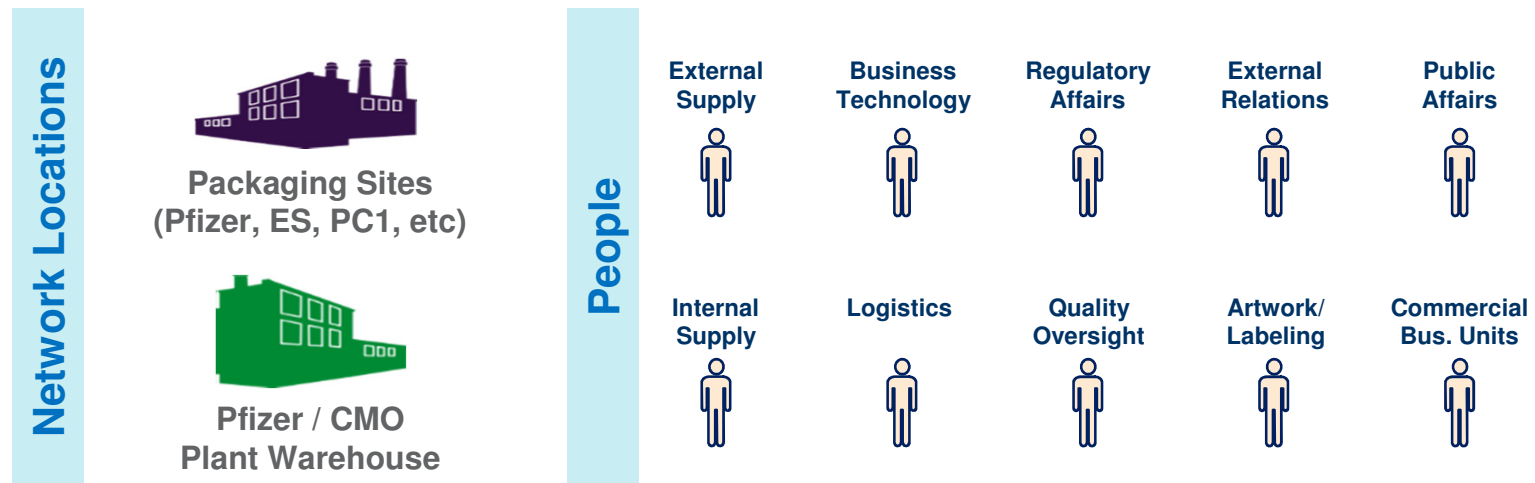 Network Locations
Packaging Sites
(Pfizer, ES, PC1, etc)
Pfizer / CMO
Plant Warehouse
People
External
Supply
Business
Technology
Regulatory
Affairs
External
Relations
Public
Affairs
Internal
Supply
Logistics
Quality
Oversight
Artwork/
Labeling
Commercial
Bus. Units